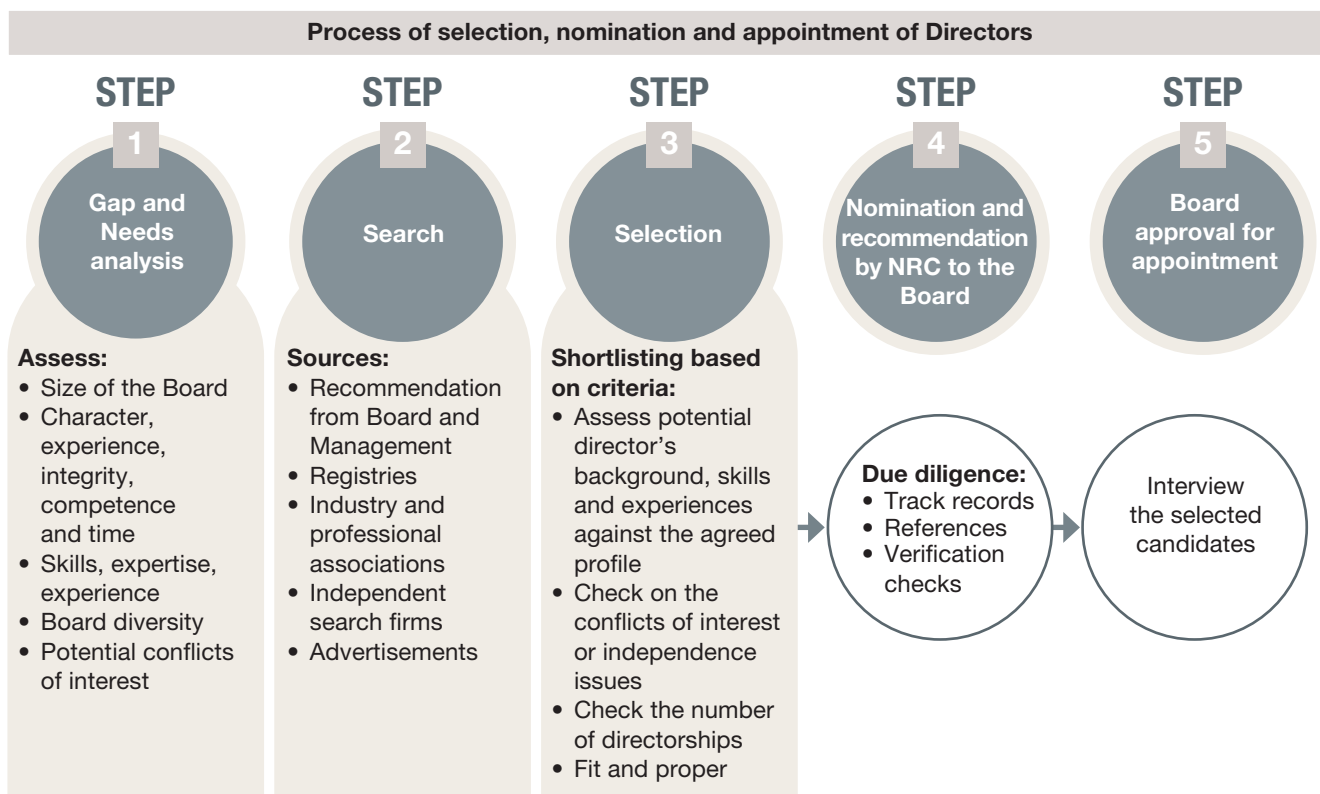 Process of selection, nomination and appointment of Directors
STEP
1
Gap and
Needs
analysis
Assess:
• Size of the Board
• Character,
experience,
integrity,
competence
and time
• Skills, expertise,
experience
• Board diversity
• Potential conflicts
of interest
STEP
2
Search
Sources:
• Recommendation
from Board and
Management
• Registries
• Industry and
professional
associations
• Independent
search firms
• Advertisements
STEP
3
Selection
Shortlisting based
on criteria:
• Assess potential
director’s
background, skills
and experiences
against the agreed
profile
• Check on the
conflicts of interest
or independence
issues
• Check the number
of directorships
• Fit and proper
STEP
4
Nomination and
recommendation
by NRC to the
Board
Due diligence:
• Track records
• References
• Verification
checks
STEP
5
Board
approval for
appointment
Interview
the selected
candidates